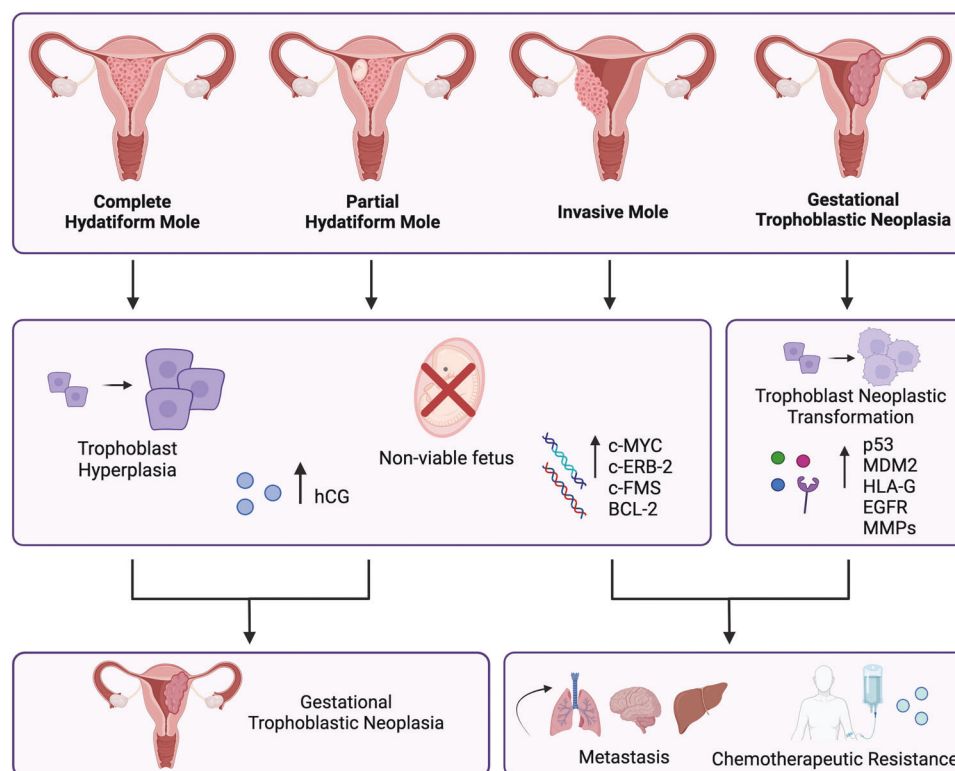 Complete
Hydatiform Mole
Partial
Hydatiform Mole
Invasive Mole
Gestational
Trophoblastic Neoplasia
Trophoblast
Hyperplasia
hCG
Non-viable fetus
c-MYC
c-ERB-2
c-FMS
BCL-2
Trophoblast Neoplastic
Transformation
p53
MDM2
HLA-G
EGFR
MMPs
Gestational
Trophoblastic Neoplasia
Metastasis
Chemotherapeutic Resistance